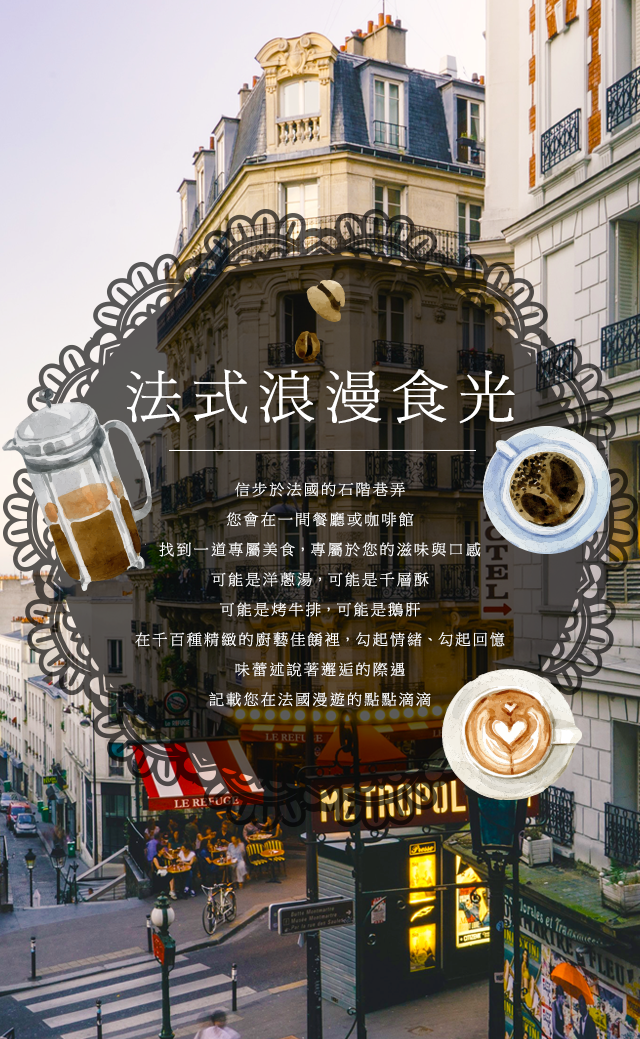 法式浪漫食光
信步於法國的石階巷弄
您會在一間餐廳或咖啡館
找到一道專屬美食，專屬於您的滋味與口感
可能是洋蔥湯，可能是千層酥
可能是烤牛排，可能是鵝肝
在千百種精緻的廚藝佳餚裡，勾起情緒、勾起回憶
味蕾述說著邂逅的際遇
記載您在法國漫遊的點點滴滴
HOTEL
LE REFUGE
LE REFUGE
METROPOL
Presse